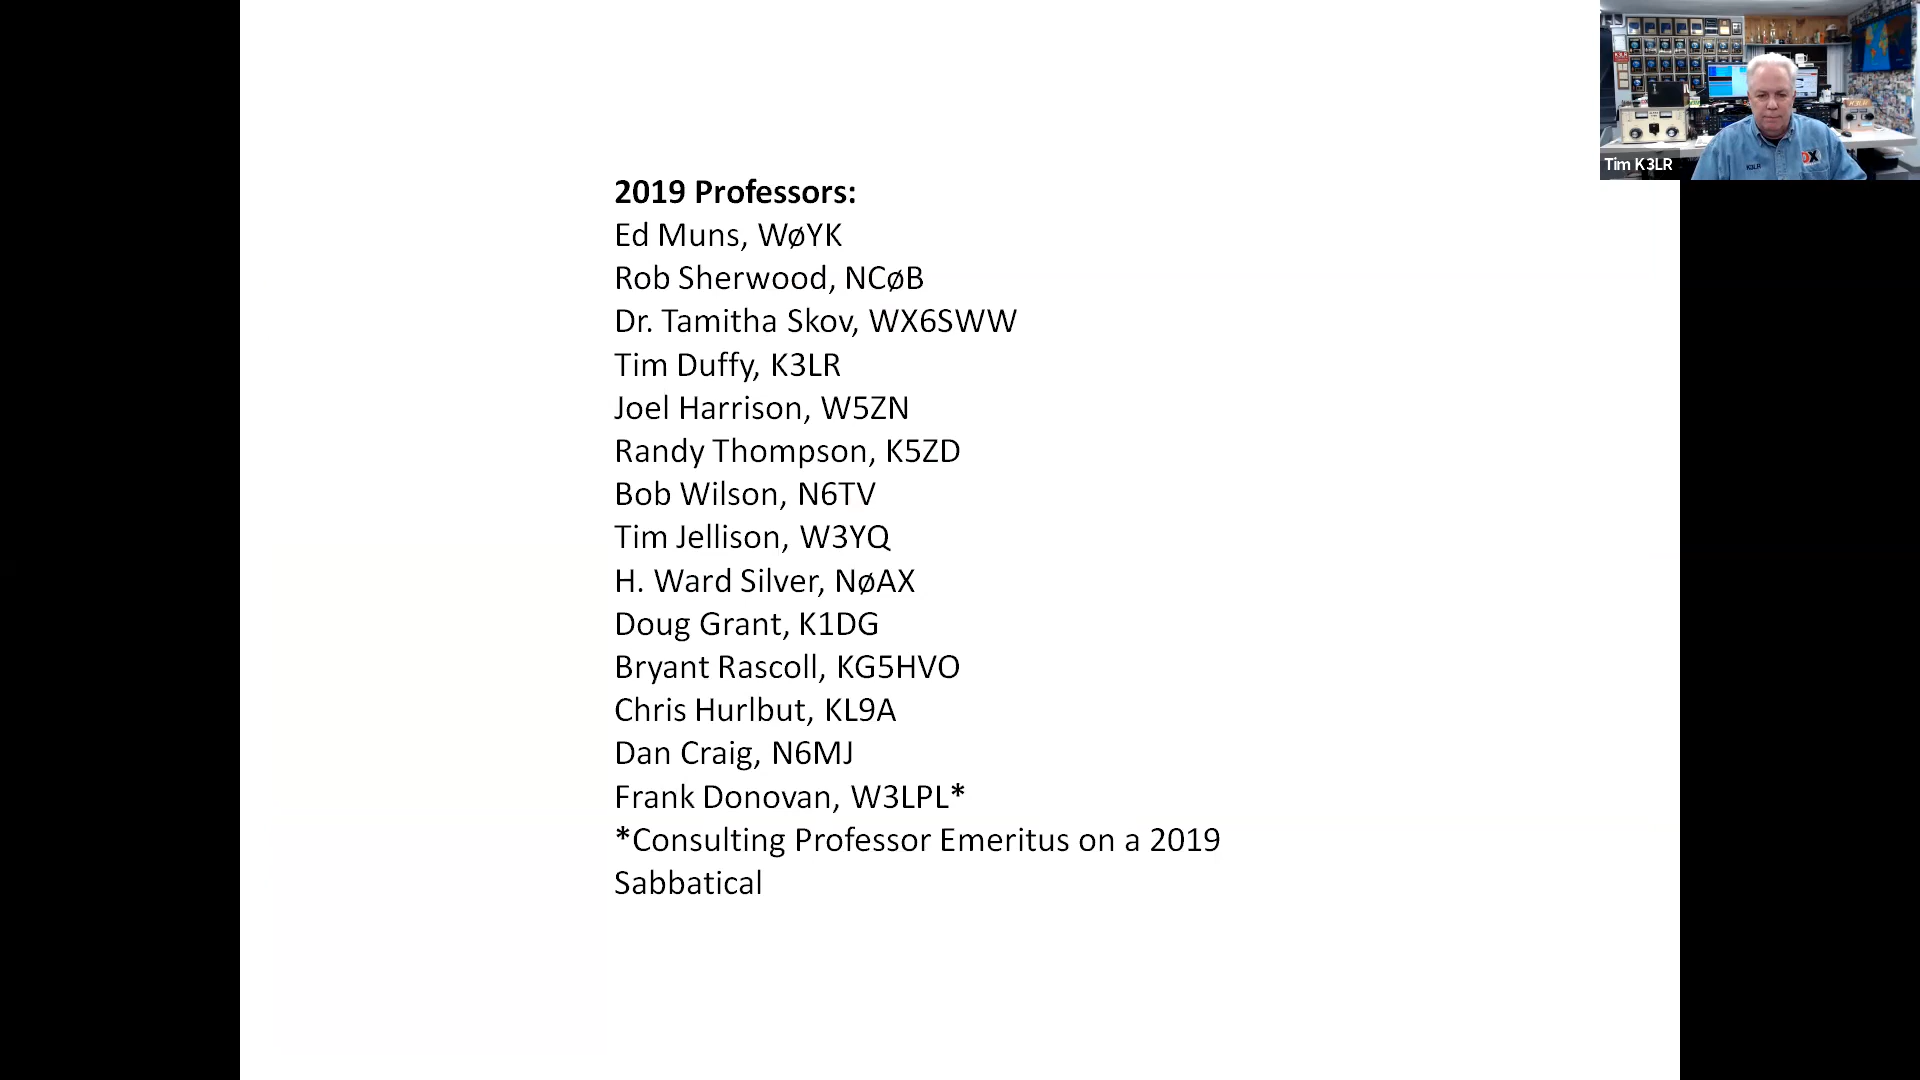 2019 Professors:
Ed Muns, WøYK
Rob Sherwood, NCøB
Dr. Tamitha Skov, WX6SWW
Tim Duffy, K3LR
Joel Harrison, W5ZN
Randy Thompson, K5ZD
Bob Wilson, N6TV
Tim Jellison, W3YQ
H. Ward Silver, NøAX
Doug Grant, K1DG
Bryant Rascoll, KG5HVO
Chris Hurlbut, KL9A
Dan Craig, N6MJ
Frank Donovan, W3LPL*
*Consulting Professor Emeritus on a 2019
Sabbatical
Tim K3LR
K3LR
DX